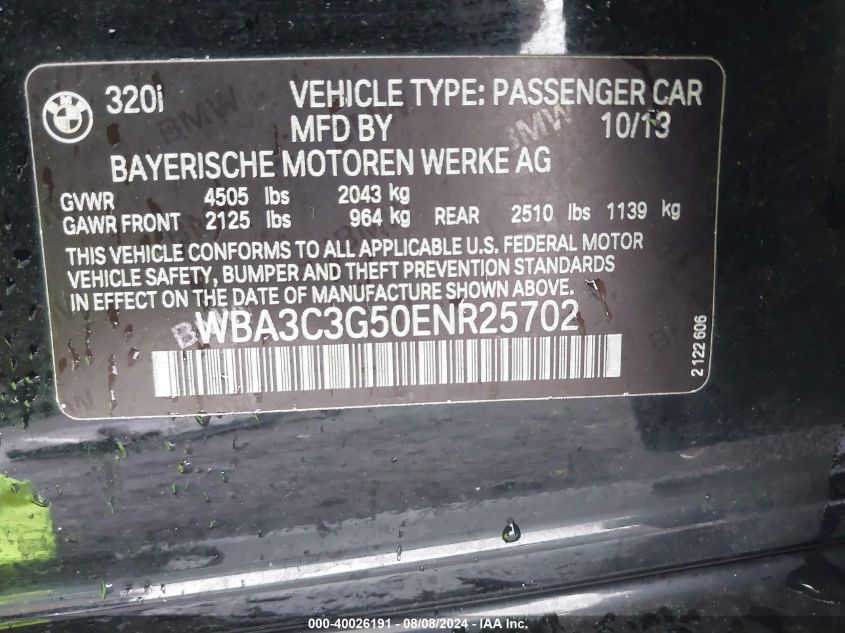 BMW
320i VEHICLE TYPE: PASSENGER CAR
MFD BY 10/13
BAYERISCHE MOTOREN WERKE AG
GVWR 4505 lbs 2043 kg
GAWR FRONT 2125 lbs 964 kg REAR 2510 lbs 1139 kg
THIS VEHICLE CONFORMS TO ALL APPLICABLE U.S. FEDERAL MOTOR
VEHICLE SAFETY, BUMPER AND THEFT PREVENTION STANDARDS
IN EFFECT ON THE DATE OF MANUFACTURE SHOWN ABOVE.
WBA3C3G50ENR25702
2 122 606
000-40026191 - 08/08/2024 - IAA Inc.